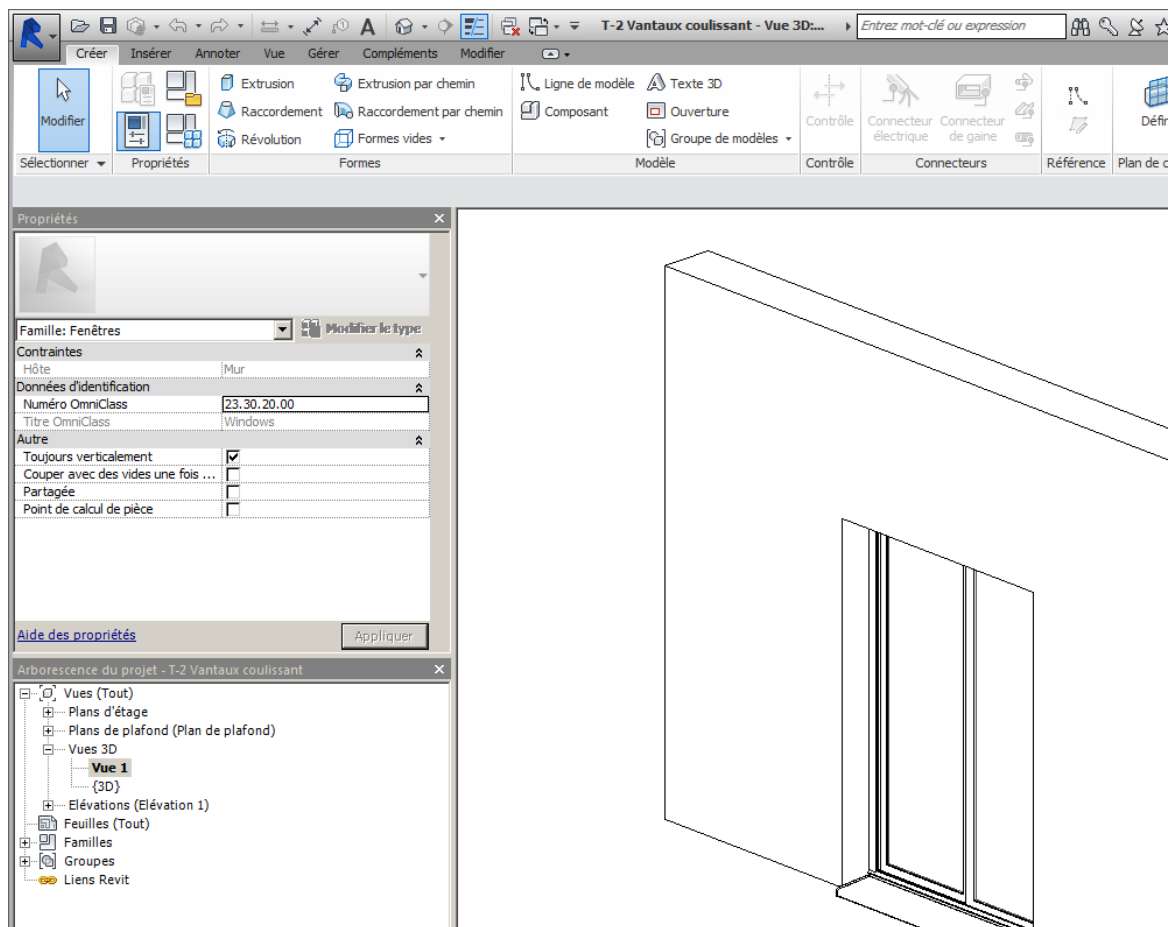 T-2 Vantaux coulissant - Vue 3D:... Entrez mot-clé ou expression
Créer Insérer Annoter Vue Gérer Compléments Modifier
Modifier
Extrusion Extrusion par chemin
Raccordement Raccordement par chemin
Révolution Formes vides
Ligne de modèle Texte 3D
Composant Ouverture
Groupe de modèles
Contrôle
Connecteur électrique
Connecteur de gaine
Défin
Sélectionner Propriétés Formes Modèle Contrôle Connecteurs Référence Plan de c
Propriétés
Famille: Fenêtres Modifier le type
Contraintes
Hôte Mur
Données d'identification
Numéro OmniClass 23.30.20.00
Titre OmniClass Windows
Autre
Toujours verticalement
Couper avec des vides une fois ...
Partagée
Point de calcul de pièce
Aide des propriétés Appliquer
Arborescence du projet - T-2 Vantaux coulissant
Vues (Tout)
Plans d'étage
Plans de plafond (Plan de plafond)
Vues 3D
Vue 1
{3D}
Elévations (Elévation 1)
Feuilles (Tout)
Familles
Groupes
Liens Revit